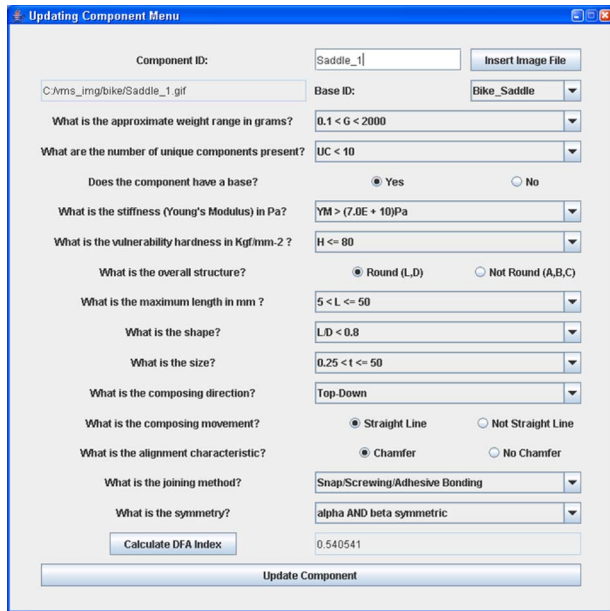 Updating Component Menu
Component ID: Saddle_1 Insert Image File
C:/vms_img/bike/Saddle_1.gif Base ID: Bike_Saddle
What is the approximate weight range in grams? 0.1 < G < 2000
What are the number of unique components present? UC < 10
Does the component have a base? Yes No
What is the stiffness (Young's Modulus) in Pa? YM > (7.0E + 10)Pa
What is the vulnerability hardness in Kgf/mm-2 ? H <= 80
What is the overall structure? Round (L,D) Not Round (A,B,C)
What is the maximum length in mm ? 5 < L <= 50
What is the shape? L/D < 0.8
What is the size? 0.25 < t <= 50
What is the composing direction? Top-Down
What is the composing movement? Straight Line Not Straight Line
What is the alignment characteristic? Chamfer No Chamfer
What is the joining method? Snap/Screwing/Adhesive Bonding
What is the symmetry? alpha AND beta symmetric
Calculate DFA Index 0.540541
Update Component